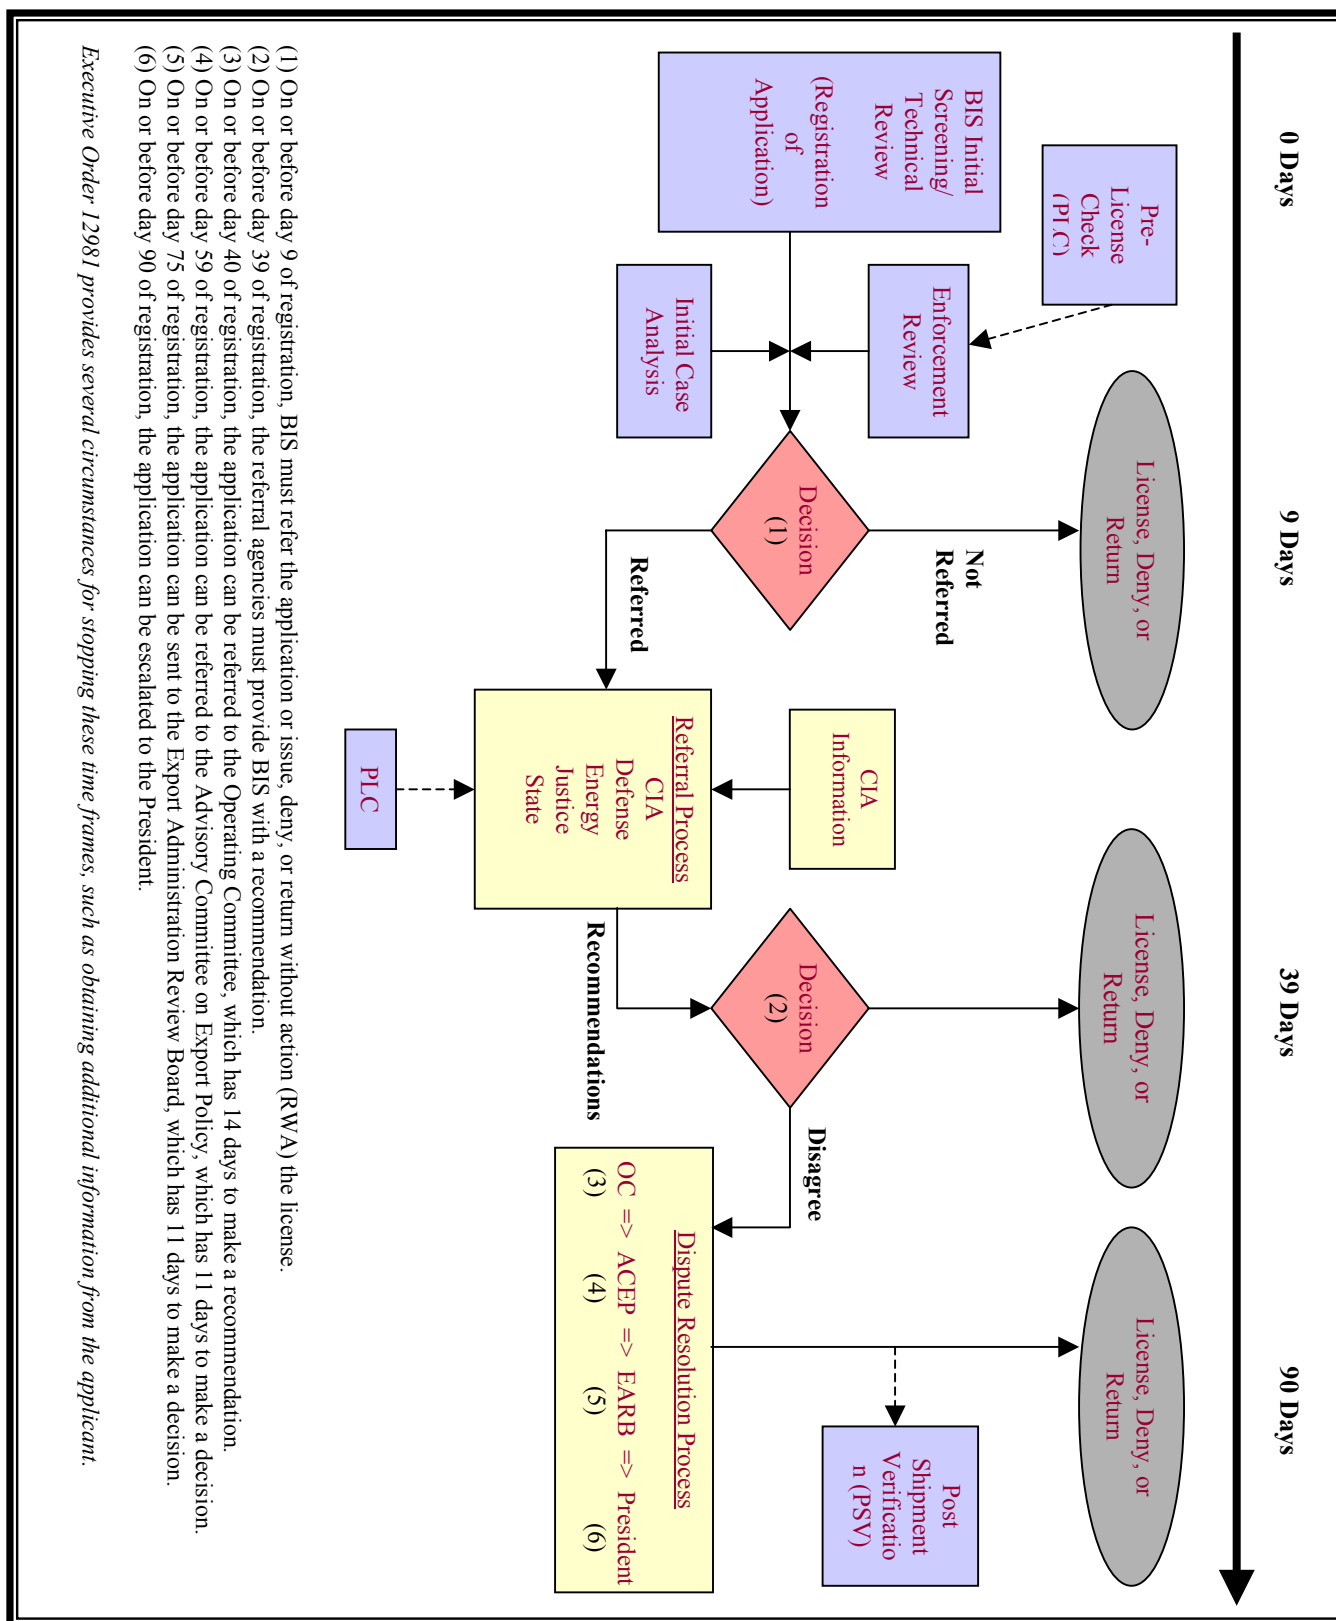 0 Days
9 Days
39 Days
90 Days
Pre-
License
Check
(PLC)
License, Deny, or
Return
License, Deny, or
Return
License, Deny, or
Return
BIS Initial
Screening/
Technical
Review
(Registration
of
Application)
Enforcement
Review
Initial Case
Analysis
Decision
(1)
Not
Referred
Referred
CIA
Information
Referral Process
CIA
Defense
Energy
Justice
State
PLC
Decision
(2)
Recommendations
Disagree
Post
Shipment
Verificatio
n (PSV)
Dispute Resolution Process
OC => ACEP => EARB => President
(3) (4) (5) (6)
(1) On or before day 9 of registration, BIS must refer the application or issue, deny, or return without action (RWA) the license.
(2) On or before day 39 of registration, the referral agencies must provide BIS with a recommendation.
(3) On or before day 40 of registration, the application can be referred to the Operating Committee, which has 14 days to make a recommendation.
(4) On or before day 59 of registration, the application can be referred to the Advisory Committee on Export Policy, which has 11 days to make a decision.
(5) On or before day 75 of registration, the application can be sent to the Export Administration Review Board, which has 11 days to make a decision.
(6) On or before day 90 of registration, the application can be escalated to the President.
Executive Order 12981 provides several circumstances for stopping these time frames, such as obtaining additional information from the applicant.